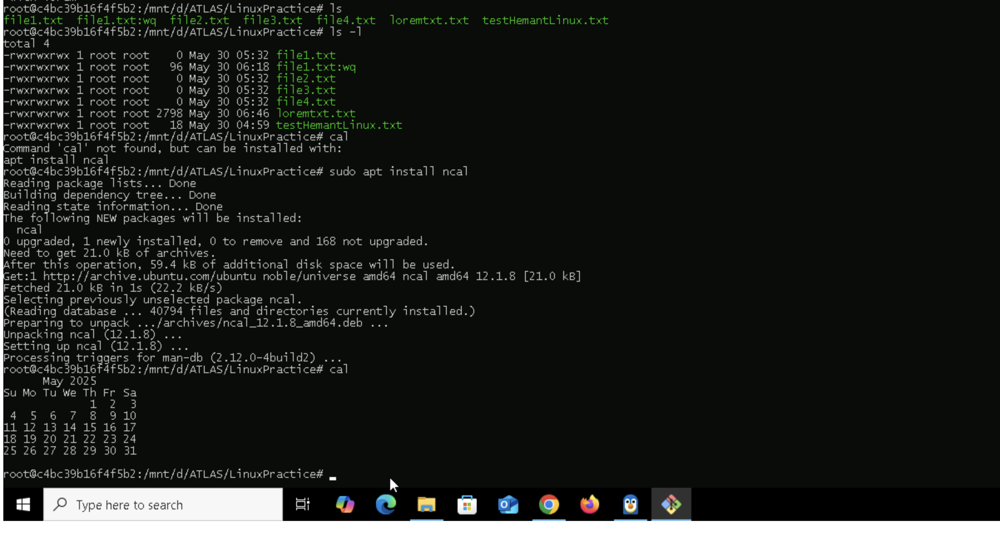 root@c4bc39b16f4f5b2:/mnt/d/ATLAS/LinuxPractice# ls
file1.txt  file1.txt:wq  file2.txt  file3.txt  file4.txt  loremtxt.txt  testHemantLinux.txt
root@c4bc39b16f4f5b2:/mnt/d/ATLAS/LinuxPractice# ls -l
total 4
-rwxrwxrwx 1 root root    0 May 30 05:32 file1.txt
-rwxrwxrwx 1 root root   96 May 30 06:18 file1.txt:wq
-rwxrwxrwx 1 root root    0 May 30 05:32 file2.txt
-rwxrwxrwx 1 root root    0 May 30 05:32 file3.txt
-rwxrwxrwx 1 root root    0 May 30 05:32 file4.txt
-rwxrwxrwx 1 root root 2798 May 30 06:46 loremtxt.txt
-rwxrwxrwx 1 root root   18 May 30 04:59 testHemantLinux.txt
root@c4bc39b16f4f5b2:/mnt/d/ATLAS/LinuxPractice# cal
Command 'cal' not found, but can be installed with:
apt install ncal
root@c4bc39b16f4f5b2:/mnt/d/ATLAS/LinuxPractice# sudo apt install ncal
Reading package lists... Done
Building dependency tree... Done
Reading state information... Done
The following NEW packages will be installed:
  ncal
0 upgraded, 1 newly installed, 0 to remove and 168 not upgraded.
Need to get 21.0 kB of archives.
After this operation, 59.4 kB of additional disk space will be used.
Get:1 http://archive.ubuntu.com/ubuntu noble/universe amd64 ncal amd64 12.1.8 [21.0 kB]
Fetched 21.0 kB in 1s (22.2 kB/s)
Selecting previously unselected package ncal.
(Reading database ... 40794 files and directories currently installed.)
Preparing to unpack .../archives/ncal_12.1.8_amd64.deb ...
Unpacking ncal (12.1.8) ...
Setting up ncal (12.1.8) ...
Processing triggers for man-db (2.12.0-4build2) ...
root@c4bc39b16f4f5b2:/mnt/d/ATLAS/LinuxPractice# cal
      May 2025
Su Mo Tu We Th Fr Sa
             1  2  3
 4  5  6  7  8  9 10
11 12 13 14 15 16 17
18 19 20 21 22 23 24
25 26 27 28 29 30 31
root@c4bc39b16f4f5b2:/mnt/d/ATLAS/LinuxPractice#
Type here to search